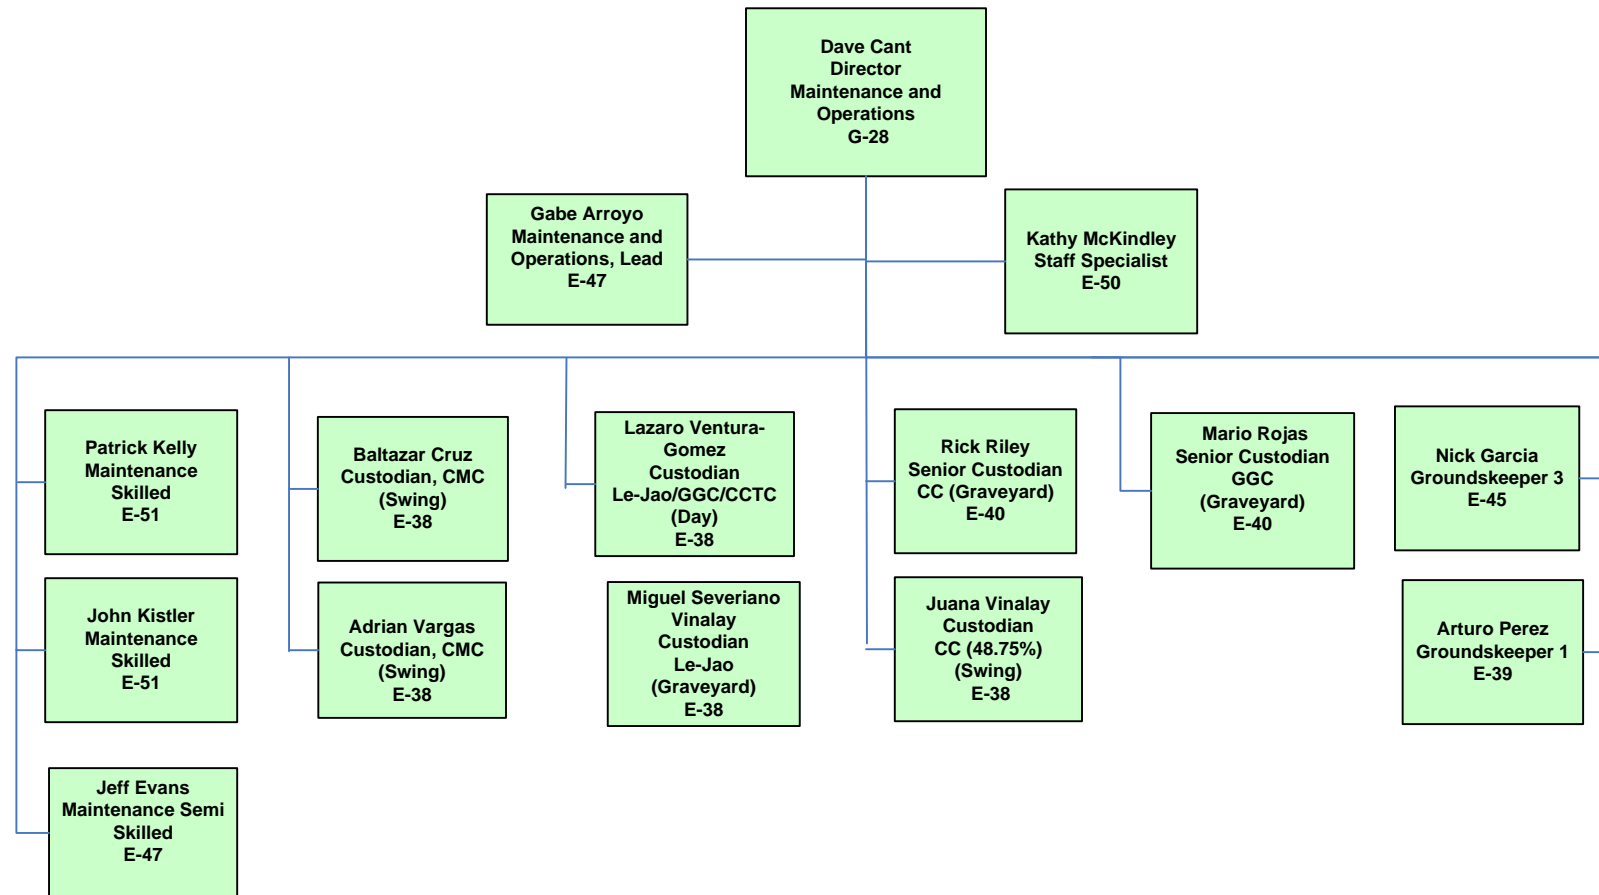 Dave Cant
Director
Maintenance and
Operations
G-28
Gabe Arroyo
Maintenance and
Operations, Lead
E-47
Kathy McKindley
Staff Specialist
E-50
Patrick Kelly
Maintenance
Skilled
E-51
Baltazar Cruz
Custodian, CMC
(Swing)
E-38
Lazaro Ventura-
Gomez
Custodian
Le-Jao/GGC/CCTC
(Day)
E-38
Rick Riley
Senior Custodian
CC (Graveyard)
E-40
Mario Rojas
Senior Custodian
GGC
(Graveyard)
E-40
Nick Garcia
Groundskeeper 3
E-45
John Kistler
Maintenance
Skilled
E-51
Adrian Vargas
Custodian, CMC
(Swing)
E-38
Miguel Severiano
Vinalay
Custodian
Le-Jao
(Graveyard)
E-38
Juana Vinalay
Custodian
CC (48.75%)
(Swing)
E-38
Arturo Perez
Groundskeeper 1
E-39
Jeff Evans
Maintenance Semi
Skilled
E-47